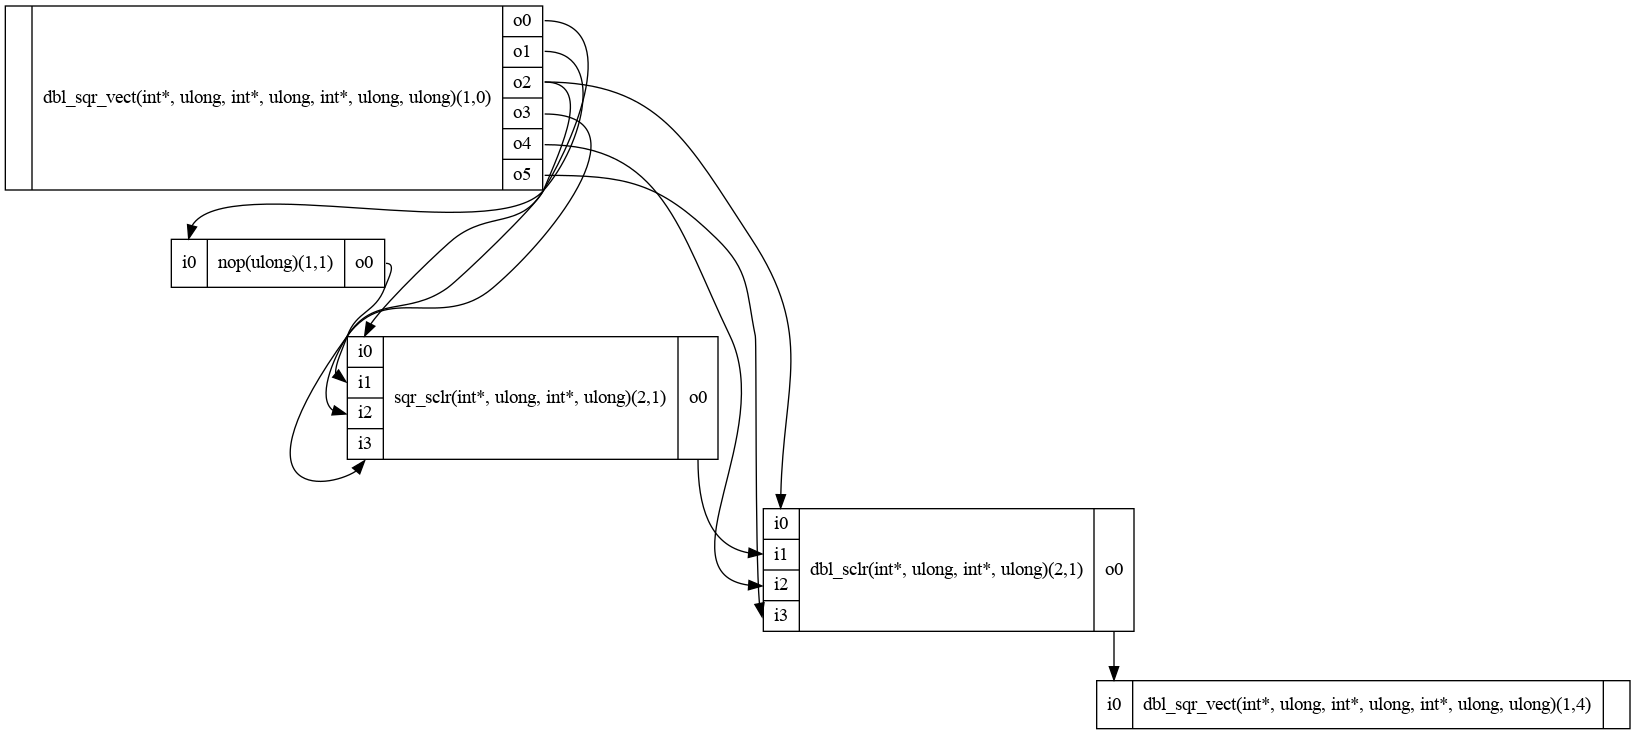 o0
o1
o2
dbl_sqr_vect(int*, ulong, int*, ulong, int*, ulong, ulong)(1,0)
o3
o4
o5
i0 nop(ulong)(1,1) o0
i0
i1
sqr_sclr(int*, ulong, int*, ulong)(2,1) o0
i2
i3
i0
i1
dbl_sclr(int*, ulong, int*, ulong)(2,1) o0
i2
i3
i0 dbl_sqr_vect(int*, ulong, int*, ulong, int*, ulong, ulong)(1,4)